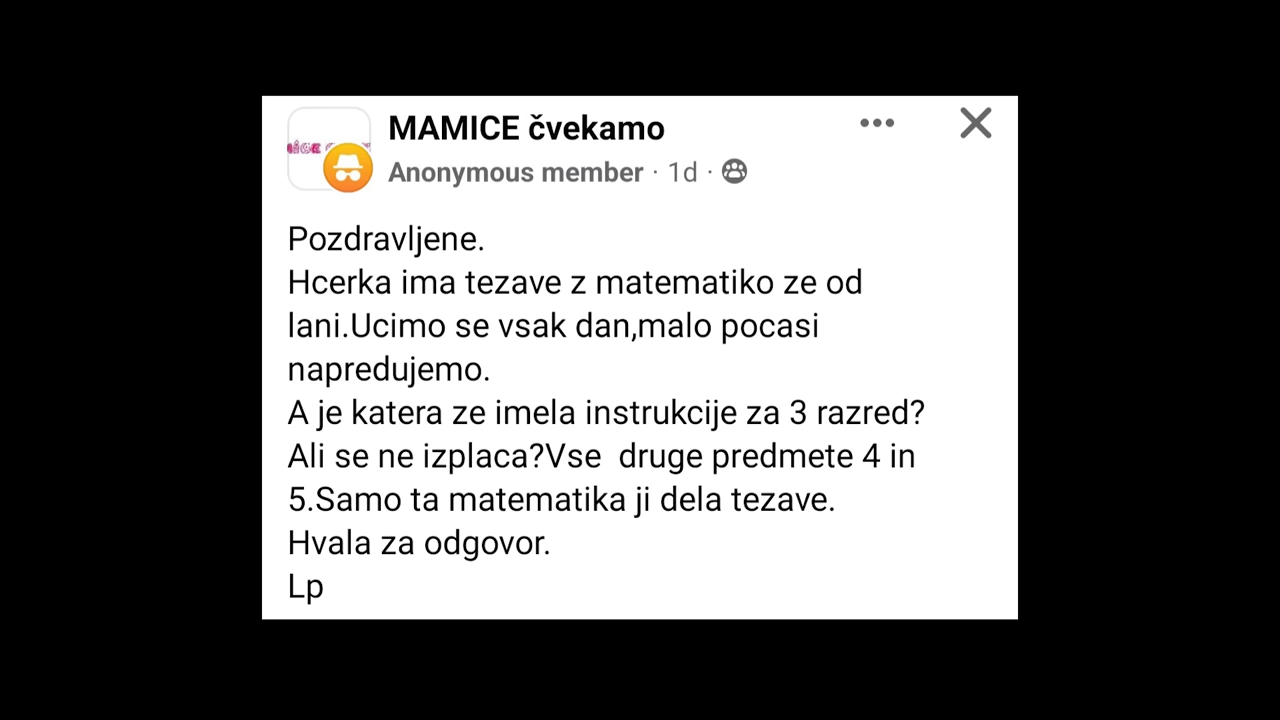 MAMICE čvekamo
Anonymous member · 1d ·
Pozdravljene.
Hcerka ima tezave z matematiko ze od
lani.Ucimo se vsak dan,malo pocasi
napredujemo.
A je katera ze imela instrukcije za 3 razred?
Ali se ne izplaca?Vse  druge predmete 4 in
5.Samo ta matematika ji dela tezave.
Hvala za odgovor.
Lp